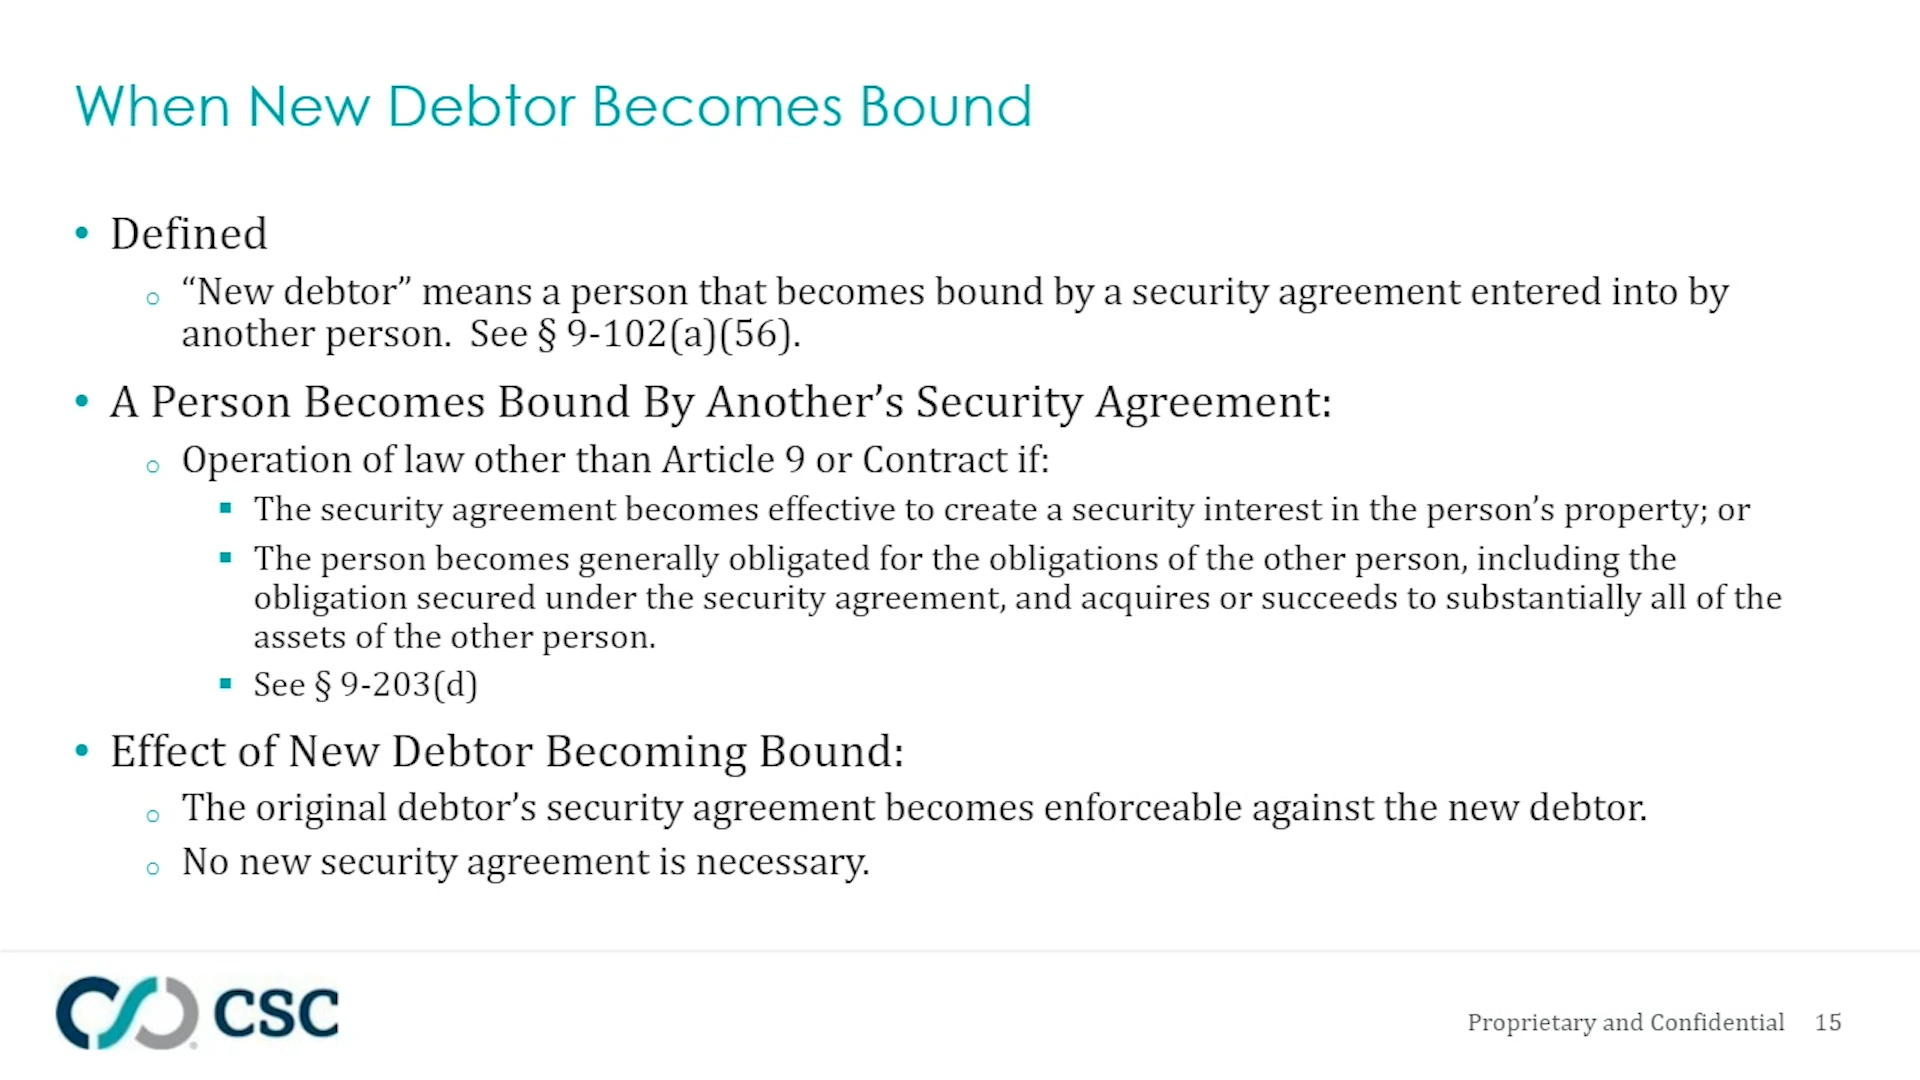 When New Debtor Becomes Bound
• Defined
○ “New debtor” means a person that becomes bound by a security agreement entered into by
another person.  See § 9-102(a)(56).
• A Person Becomes Bound By Another’s Security Agreement:
○ Operation of law other than Article 9 or Contract if:
▪ The security agreement becomes effective to create a security interest in the person’s property; or
▪ The person becomes generally obligated for the obligations of the other person, including the
obligation secured under the security agreement, and acquires or succeeds to substantially all of the
assets of the other person.
▪ See § 9-203(d)
• Effect of New Debtor Becoming Bound:
○ The original debtor’s security agreement becomes enforceable against the new debtor.
○ No new security agreement is necessary.
CSC
Proprietary and Confidential 15